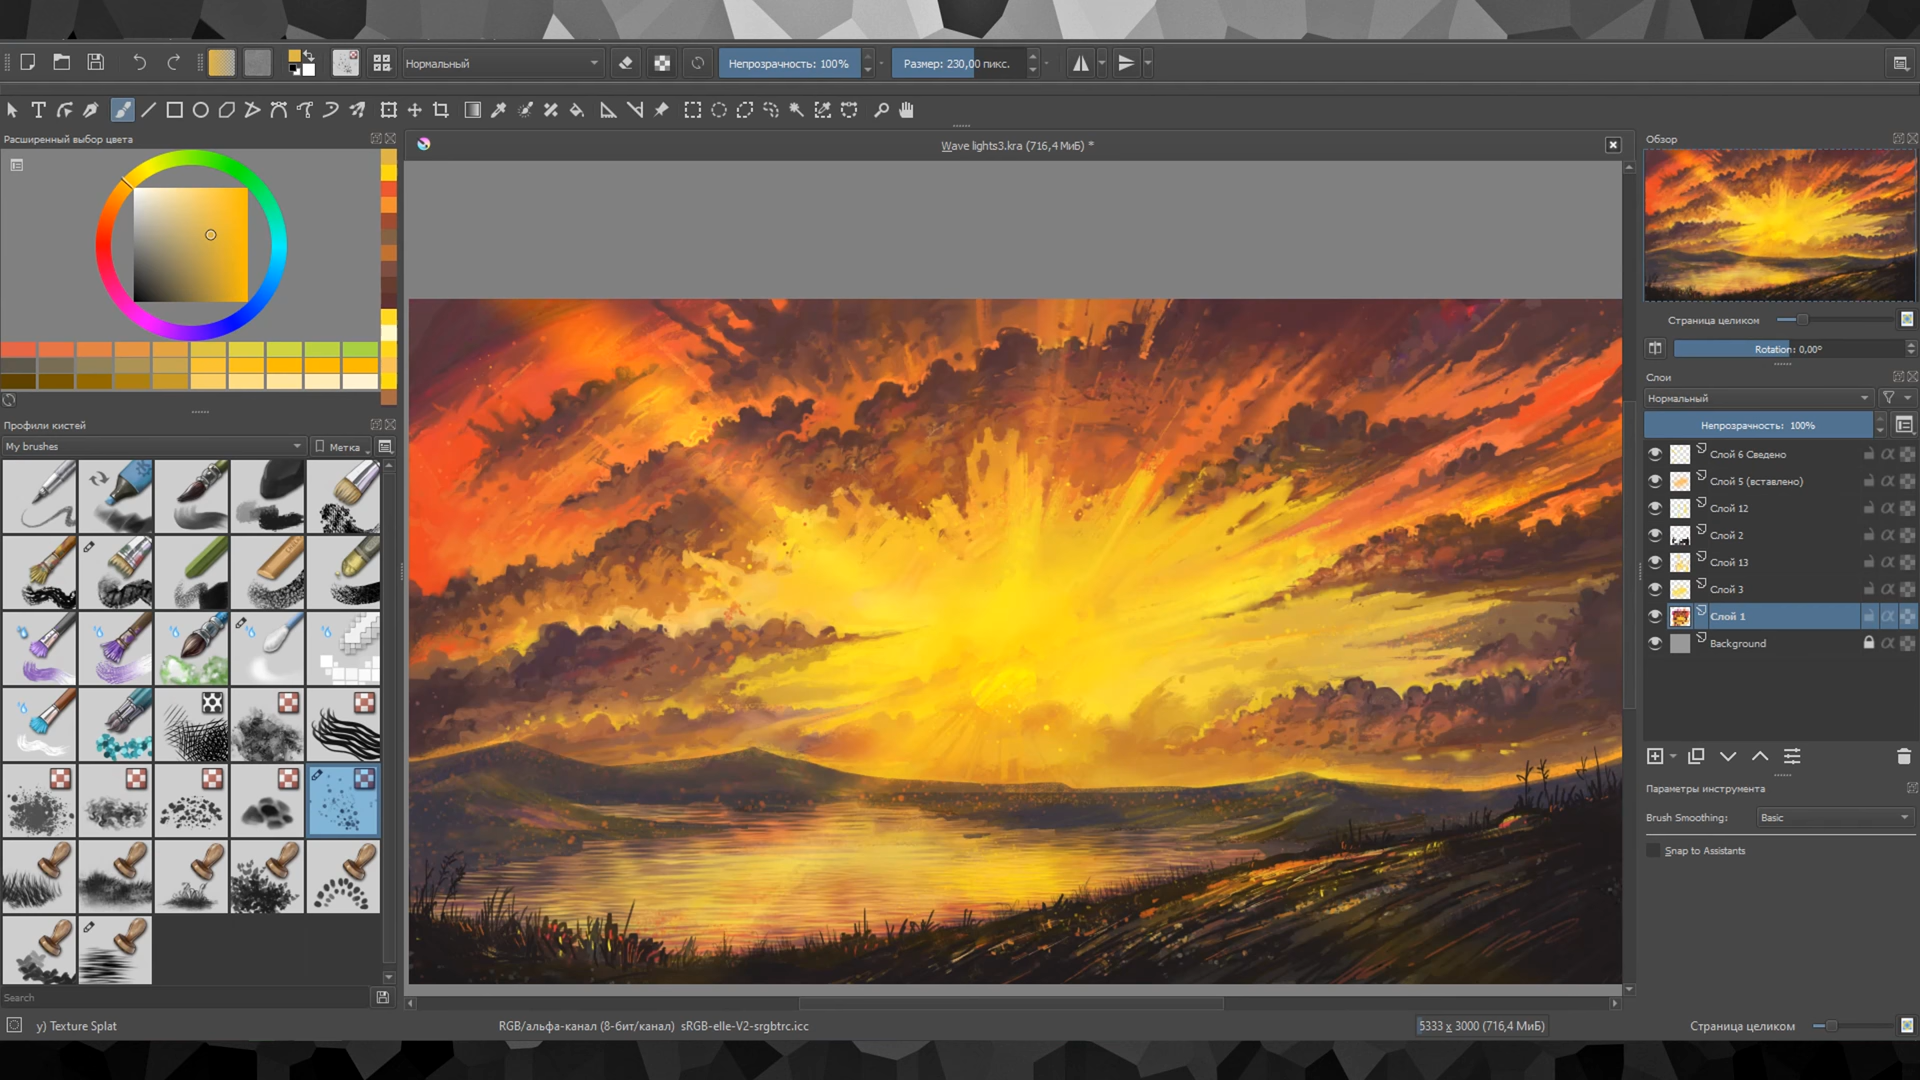 Нормальный
Непрозрачность: 100%
Размер: 230,00 пикс.
Расширенный выбор цвета
Wave lights3.kra (716,4 МиБ) *
Обзор
Страница целиком
Rotation: 0,00°
Слои
Нормальный
Непрозрачность: 100%
Слой 6 Сведено
Слой 5 (вставлено)
Слой 12
Слой 2
Слой 13
Слой 3
Слой 1
Background
Профили кистей
My brushes
Метка
Параметры инструмента
Brush Smoothing:
Basic
Snap to Assistants
Search
y) Texture Splat
RGB/альфа-канал (8-бит/канал) sRGB-elle-V2-srgbtrc.icc
5333 x 3000 (716,4 МиБ)
Страница целиком